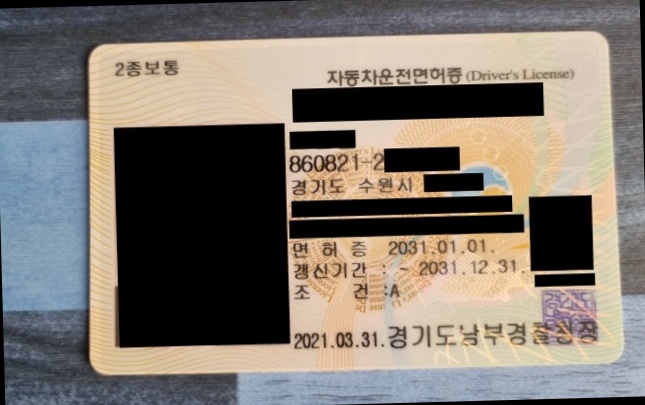 2종보통
자동차운전면허증 (Driver's License)
860821-2
경기도 수원시
면 허 증 2031.01.01.
갱신기간 : ~ 2031.12.31.
조 건 :A
2021.03.31. 경기도남부경찰청장